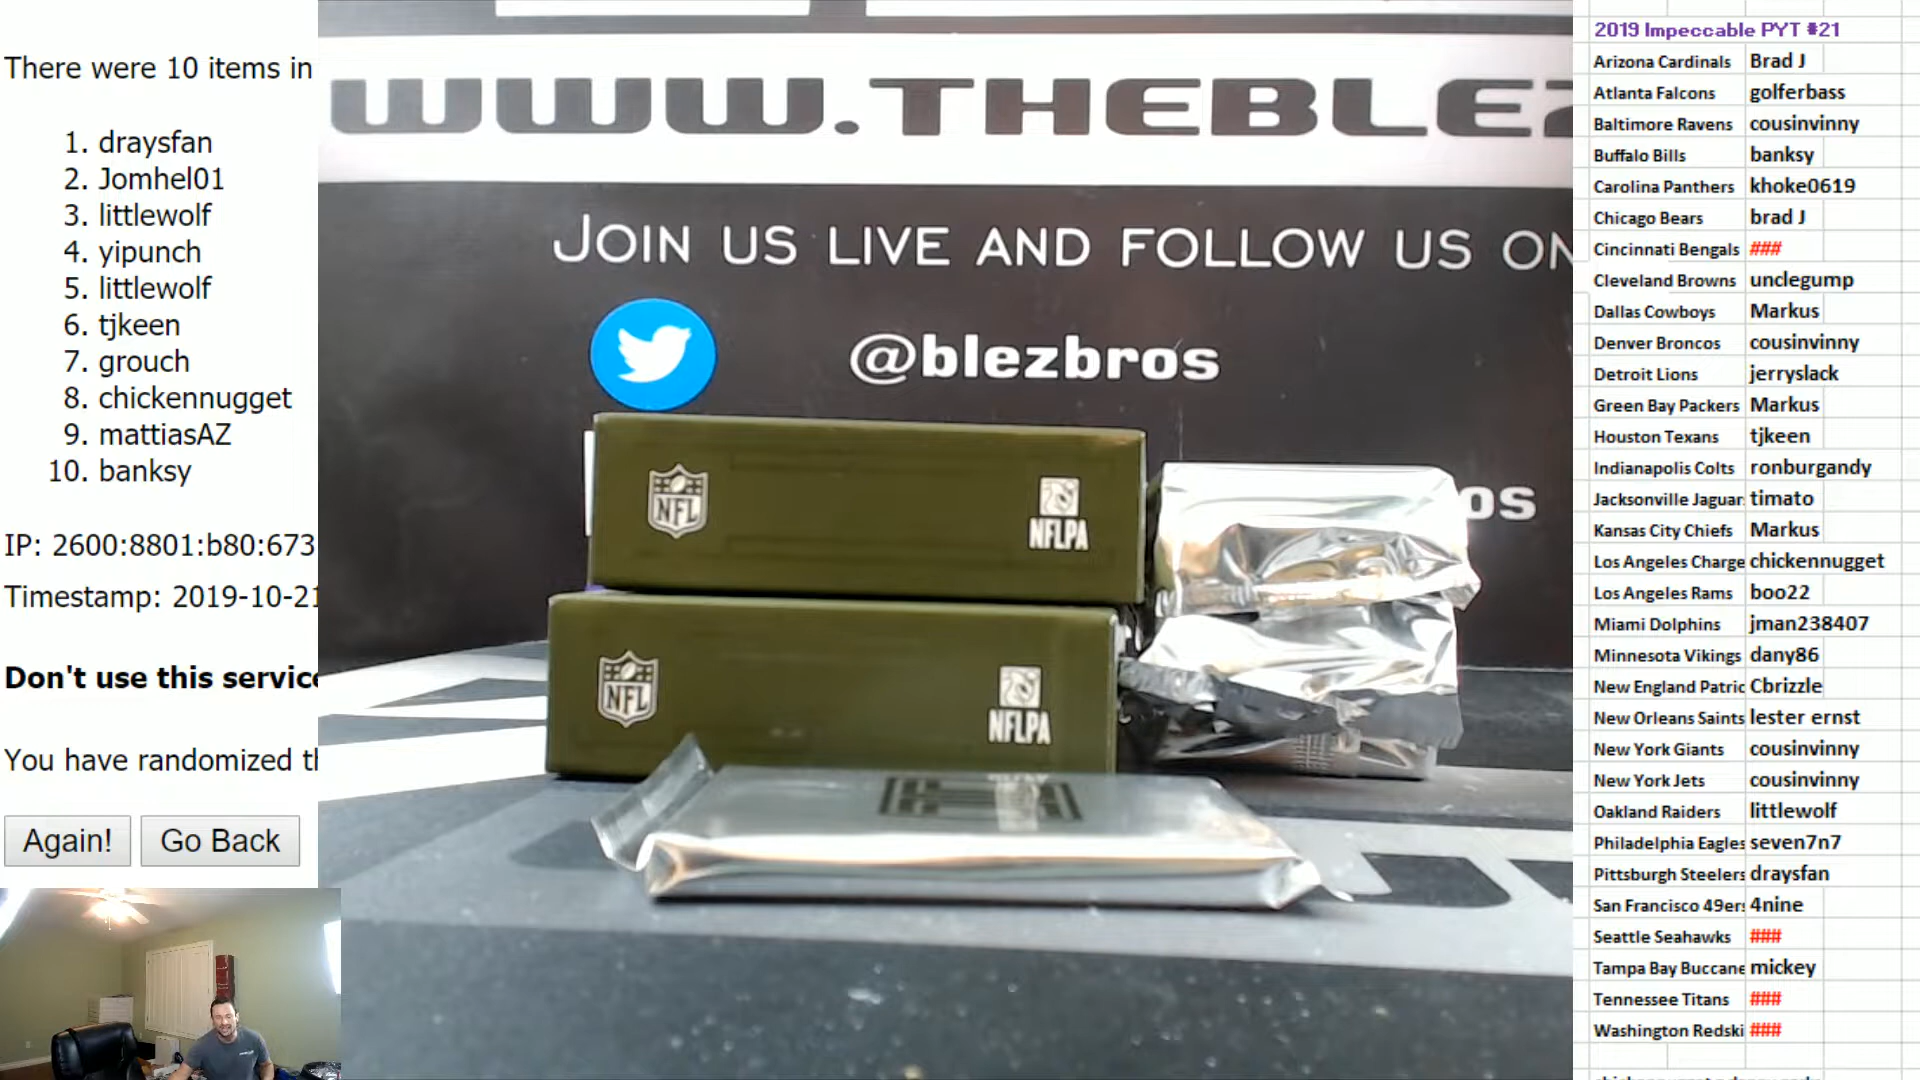 There were 10 items in
1. draysfan
2. Jomhel01
3. littlewolf
4. yipunch
5. littlewolf
6. tjkeen
7. grouch
8. chickennugget
9. mattiasAZ
10. banksy
IP: 2600:8801:b80:673
Timestamp: 2019-10-21
Don't use this servic
You have randomized t
Again! Go Back
WWW.THEBLEZ
JOIN US LIVE AND FOLLOW US ON
@blezbros
os
NFL NFLPA
NFL NFLPA
2019 Impeccable PYT #21
Arizona Cardinals Brad J
Atlanta Falcons golferbass
Baltimore Ravens cousinvinny
Buffalo Bills banksy
Carolina Panthers khoke0619
Chicago Bears brad J
Cincinnati Bengals ###
Cleveland Browns unclegump
Dallas Cowboys Markus
Denver Broncos cousinvinny
Detroit Lions jerryslack
Green Bay Packers Markus
Houston Texans tjkeen
Indianapolis Colts ronburgandy
Jacksonville Jaguar timato
Kansas City Chiefs Markus
Los Angeles Charge chickennugget
Los Angeles Rams boo22
Miami Dolphins jman238407
Minnesota Vikings dany86
New England Patric Cbrizzle
New Orleans Saints lester ernst
New York Giants cousinvinny
New York Jets cousinvinny
Oakland Raiders littlewolf
Philadelphia Eagles seven7n7
Pittsburgh Steelers draysfan
San Francisco 49ers 4nine
Seattle Seahawks ###
Tampa Bay Buccane mickey
Tennessee Titans ###
Washington Redski ###